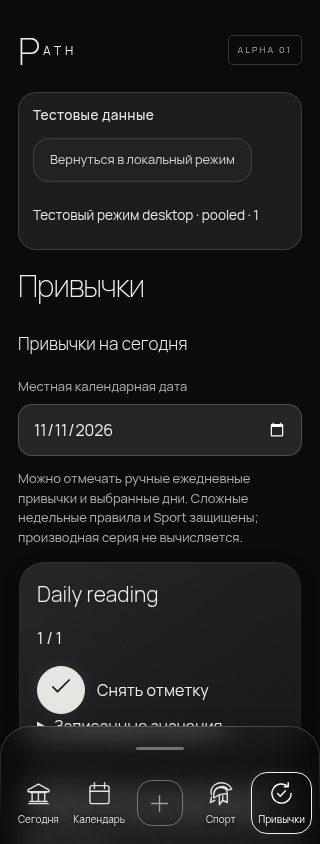 PATH
ALPHA 01
Тестовые данные
Вернуться в локальный режим
Тестовый режим desktop · pooled · 1
Привычки
Привычки на сегодня
Местная календарная дата
11/11/2026
Можно отмечать ручные ежедневные
привычки и выбранные дни. Сложные
недельные правила и Sport защищены;
производная серия не вычисляется.
Daily reading
1 / 1
Снять отметку
Записанные значения
Сегодня
Календарь
Спорт
Привычки